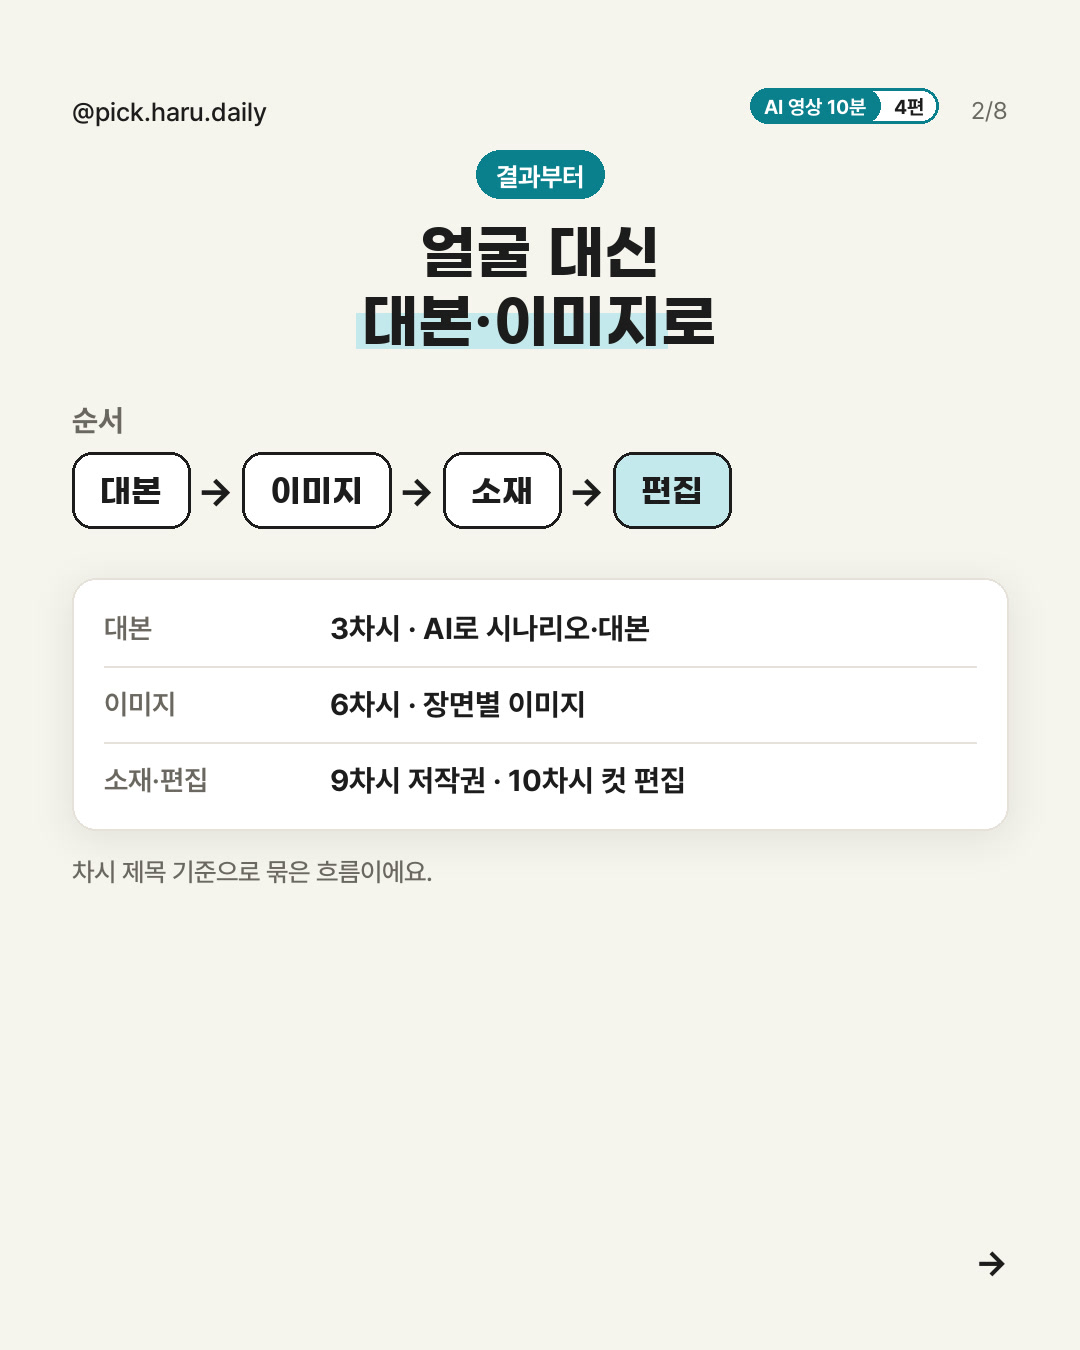 @pick.haru.daily
AI 영상 10분 4편 2/8
결과부터
얼굴 대신
대본·이미지로
순서
대본 → 이미지 → 소재 → 편집
대본 3차시 · AI로 시나리오·대본
이미지 6차시 · 장면별 이미지
소재·편집 9차시 저작권 · 10차시 컷 편집
차시 제목 기준으로 묶은 흐름이에요.
→